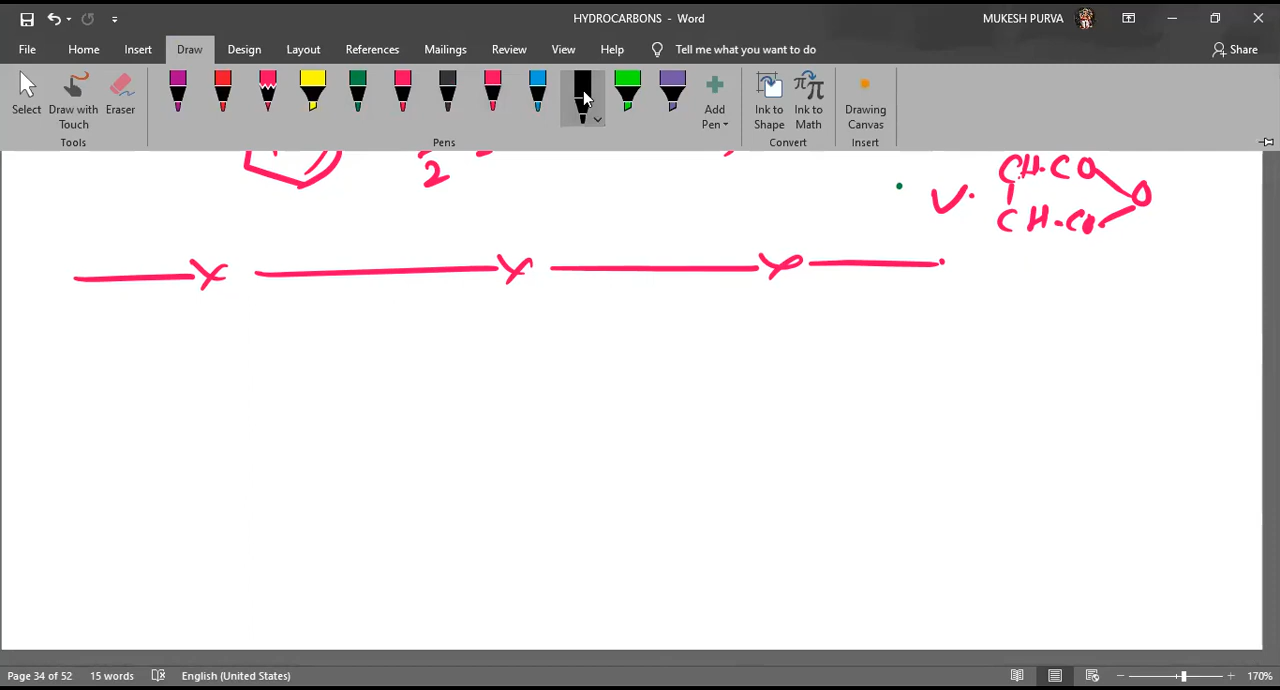 HYDROCARBONS - Word
MUKESH PURVA
File Home Insert Draw Design Layout References Mailings Review View Help Tell me what you want to do Share
Select
Draw with Touch
Eraser
Add Pen
Ink to Shape
Ink to Math
Drawing Canvas
Tools
Pens
Convert
Insert
2
V. CH.CO
O
CH.CO
Page 34 of 52 15 words English (United States) 170%